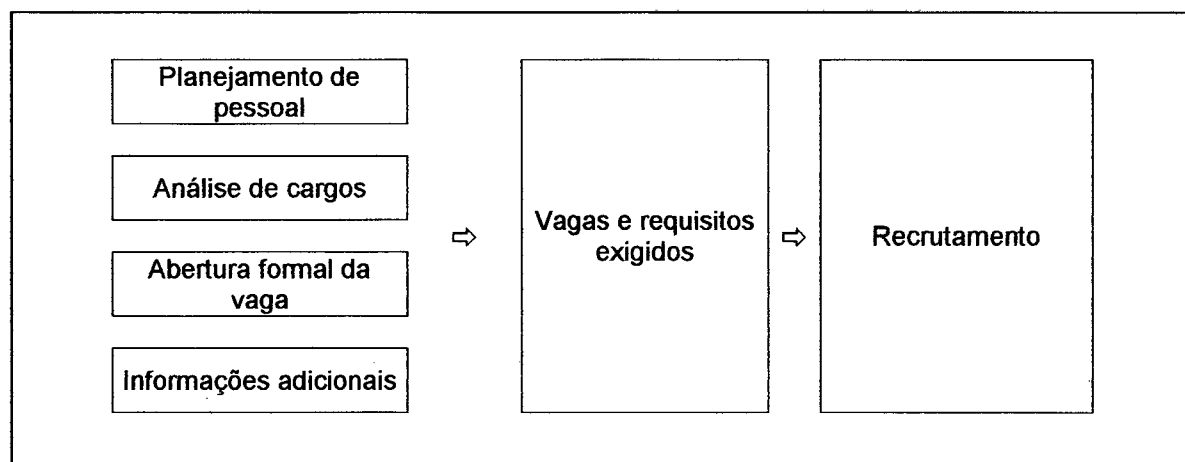 Planejamento de
pessoal
Análise de cargos
Abertura formal da
vaga
Informações adicionais
⇨
Vagas e requisitos
exigidos
⇨
Recrutamento